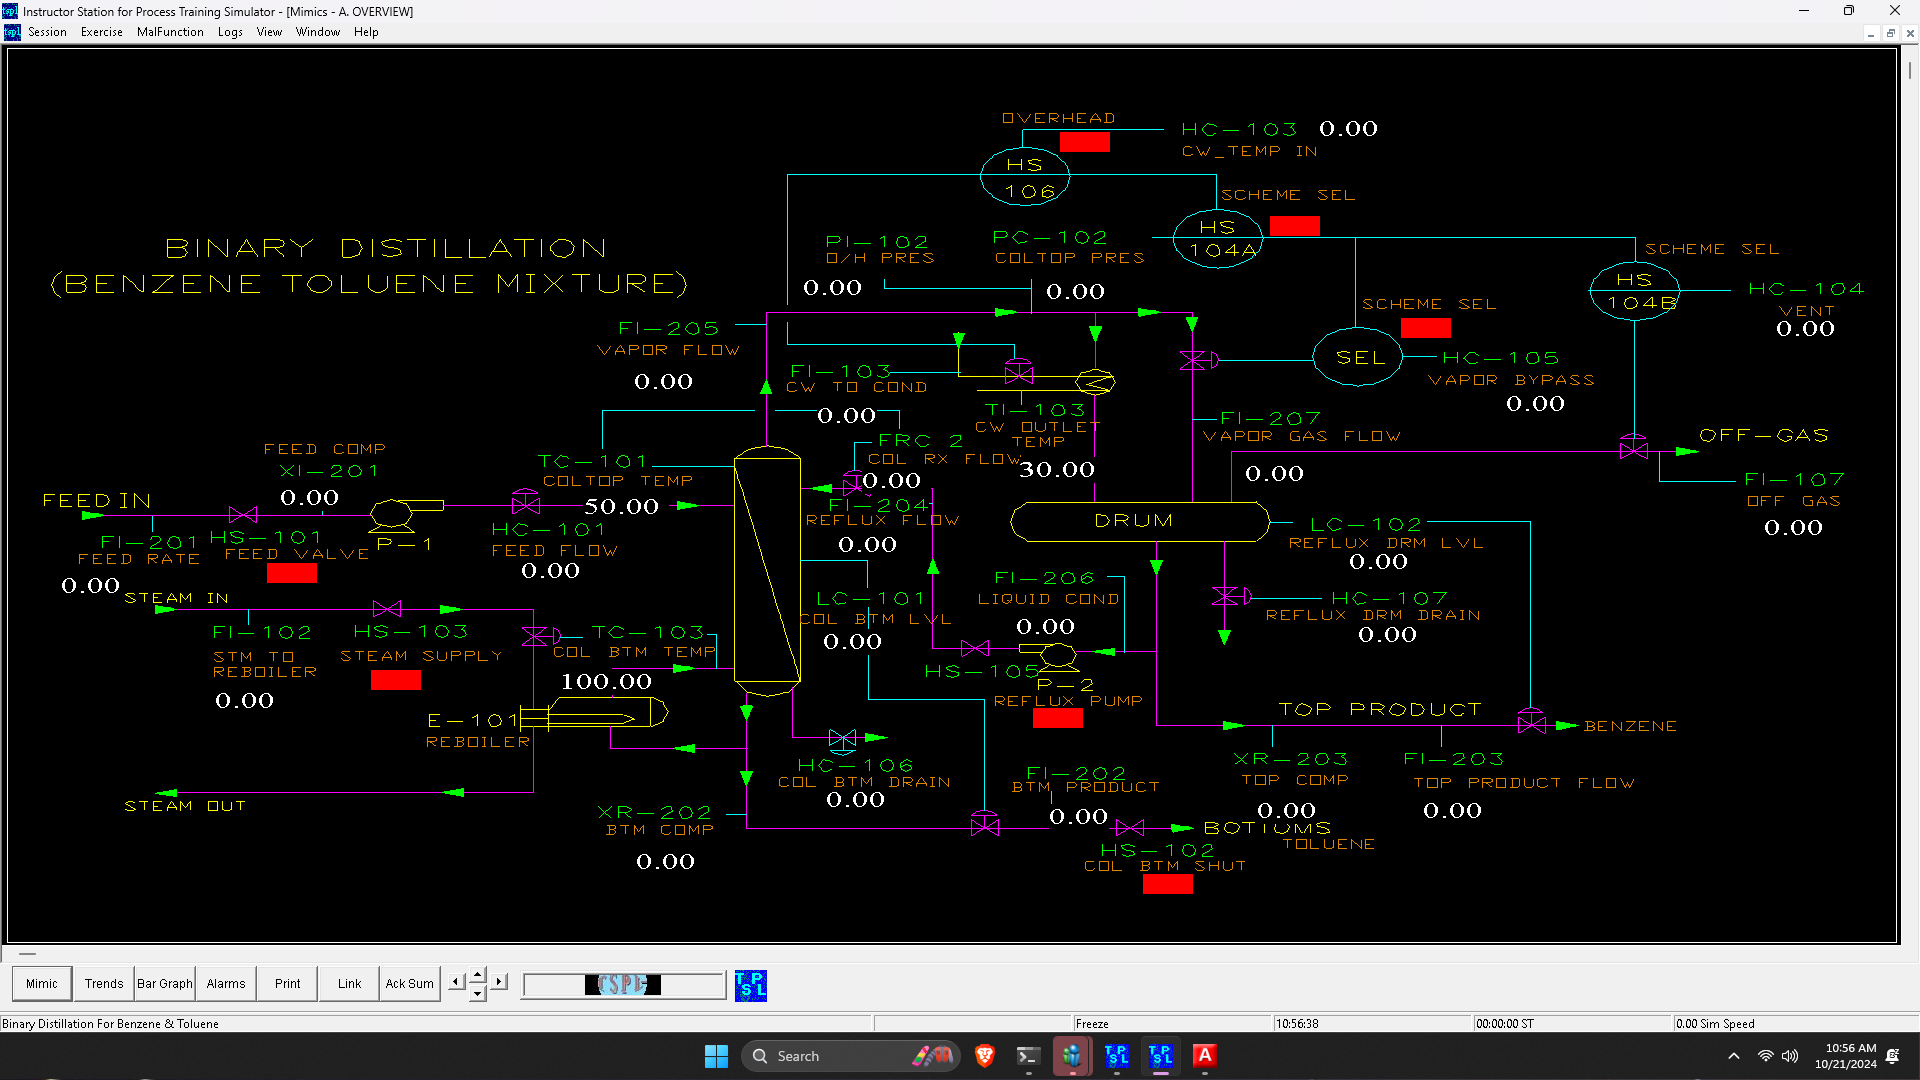 Instructor Station for Process Training Simulator - [Mimics - A. OVERVIEW]
Session Exercise MalFunction Logs View Window Help
OVERHEAD
HC-103 0.00
CW_TEMP IN
HS
106
SCHEME SEL
HS
104A
BINARY DISTILLATION
(BENZENE TOLUENE MIXTURE)
PI-102
O/H PRES
0.00
PC-102
COLTOP PRES
0.00
SCHEME SEL
HS
104B
HC-104
VENT
0.00
SCHEME SEL
SEL
HC-105
VAPOR BYPASS
0.00
FI-205
VAPOR FLOW
0.00
FI-103
CW TO COND
0.00
TI-103
CW OUTLET
TEMP
30.00
FI-207
VAPOR GAS FLOW
0.00
OFF-GAS
FI-107
OFF GAS
0.00
FRC 2
COL RX FLOW
0.00
FEED COMP
XI-201
0.00
TC-101
COLTOP TEMP
50.00
FEED IN
FI-201
FEED RATE
0.00
HS-101
FEED VALVE
P-1
HC-101
FEED FLOW
0.00
FI-204
REFLUX FLOW
0.00
DRUM
LC-102
REFLUX DRM LVL
0.00
STEAM IN
FI-102
STM TO
REBOILER
0.00
HS-103
STEAM SUPPLY
TC-103
COL BTM TEMP
100.00
LC-101
COL BTM LVL
0.00
FI-206
LIQUID COND
0.00
HC-107
REFLUX DRM DRAIN
0.00
HS-105
P-2
REFLUX PUMP
E-101
REBOILER
TOP PRODUCT
BENZENE
XR-203
TOP COMP
0.00
FI-203
TOP PRODUCT FLOW
0.00
HC-106
COL BTM DRAIN
0.00
FI-202
BTM PRODUCT
0.00
STEAM OUT
XR-202
BTM COMP
0.00
BOTTOMS
TOLUENE
HS-102
COL BTM SHUT
Mimic Trends Bar Graph Alarms Print Link Ack Sum TSPL TPSL
Binary Distillation For Benzene & Toluene Freeze 10:56:38 00:00:00 ST 0.00 Sim Speed
Search
10:56 AM
10/21/2024